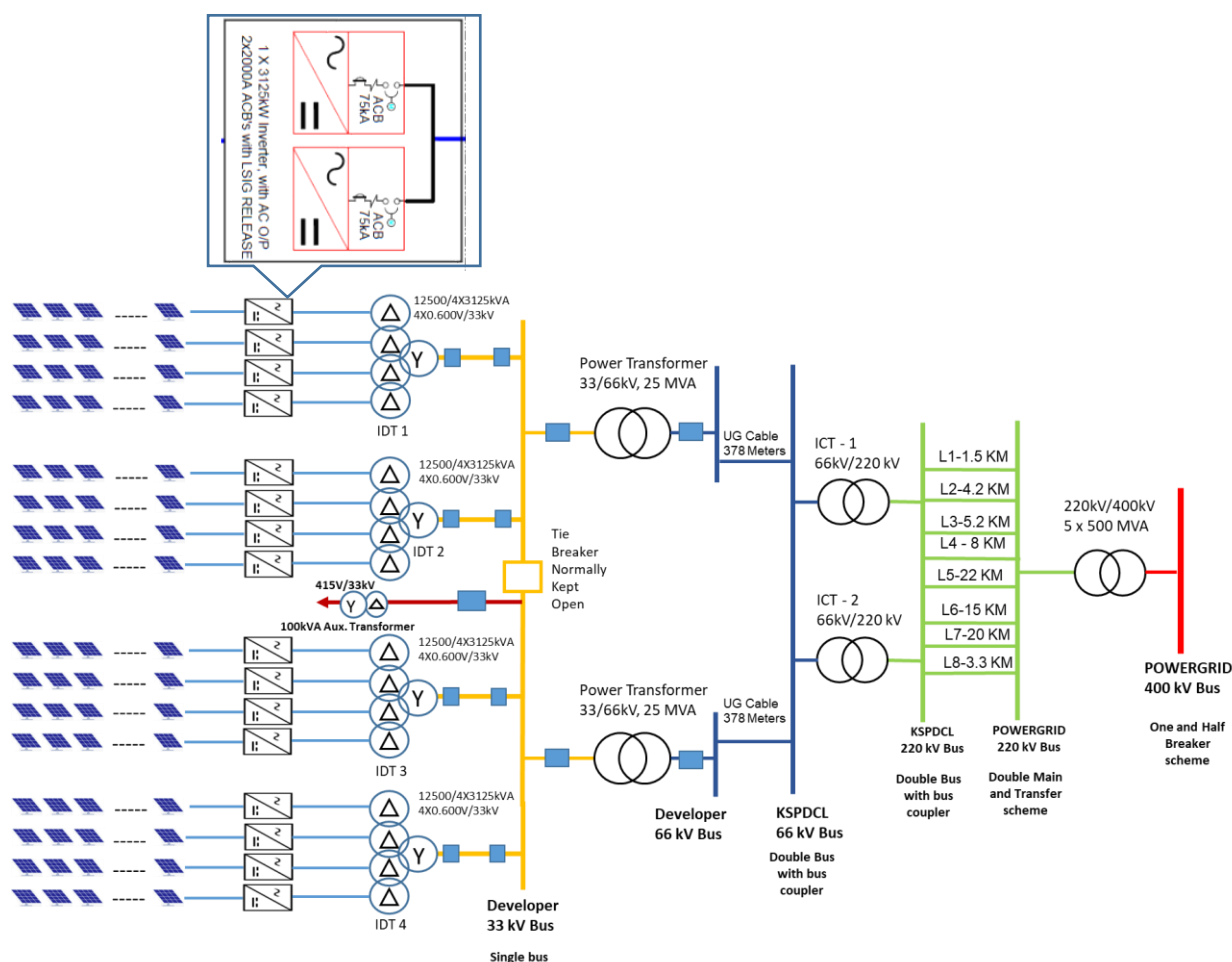 1 X 3125kW Inverter, with AC O/P
2x2000A ACB's with LSIG RELEASE
ACB
75kA
ACB
75kA
12500/4X3125kVA
4X0.600V/33kV
Y
IDT 1
12500/4X3125kVA
4X0.600V/33kV
Y
IDT 2
Tie
Breaker
Normally
Kept
Open
415V/33kV
Y
100kVA Aux. Transformer
12500/4X3125kVA
4X0.600V/33kV
Y
IDT 3
12500/4X3125kVA
4X0.600V/33kV
Y
IDT 4
Developer
33 kV Bus
Single bus
Power Transformer
33/66kV, 25 MVA
UG Cable
378 Meters
Power Transformer
33/66kV, 25 MVA
UG Cable
378 Meters
Developer
66 kV Bus
KSPDCL
66 kV Bus
Double Bus
with bus
coupler
ICT - 1
66kV/220 kV
ICT - 2
66kV/220 kV
L1-1.5 KM
L2-4.2 KM
L3-5.2 KM
L4 - 8 KM
L5-22 KM
L6-15 KM
L7-20 KM
L8-3.3 KM
KSPDCL
220 kV Bus
Double Bus
with bus
coupler
POWERGRID
220 kV Bus
Double Main
and Transfer
scheme
220kV/400kV
5 x 500 MVA
POWERGRID
400 kV Bus
One and Half
Breaker
scheme